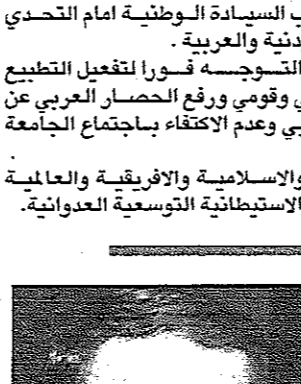 ب السيادة الوطنية امام التحدي
دنية والعربية .
التوجه فورا لتفعيل التطبيع
ي وقومي ورفع الحصار العربي عن
بي وعدم الاكتفاء باجتماع الجامعة
والاسلامية والافريقية والعالمية
الاستيطانية التوسعية العدوانية.